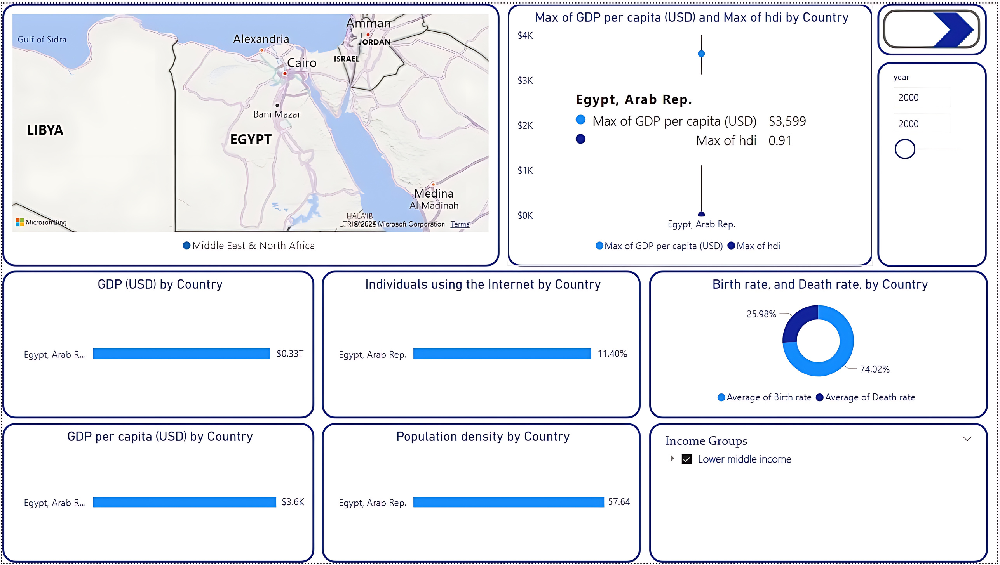 Gulf of Sidra
Alexandria
Amman
JORDAN
ISRAEL
Cairo
Bani Mazar
LIBYA
EGYPT
Medina
Al Madinah
HALA'IB
Microsoft Bing
Microsoft Corporation Terms
Middle East & North Africa
Max of GDP per capita (USD) and Max of hdi by Country
$4K
$3K
Egypt, Arab Rep.
Max of GDP per capita (USD) $3,599
$2K
Max of hdi 0.91
$1K
$0K
Egypt, Arab Rep.
Max of GDP per capita (USD) Max of hdi
year
2000
2000
GDP (USD) by Country
Egypt, Arab R... $0.33T
Individuals using the Internet by Country
Egypt, Arab Rep. 11.40%
Birth rate, and Death rate, by Country
25.98%
74.02%
Average of Birth rate Average of Death rate
GDP per capita (USD) by Country
Egypt, Arab R... $3.6K
Population density by Country
Egypt, Arab Rep. 57.64
Income Groups
Lower middle income